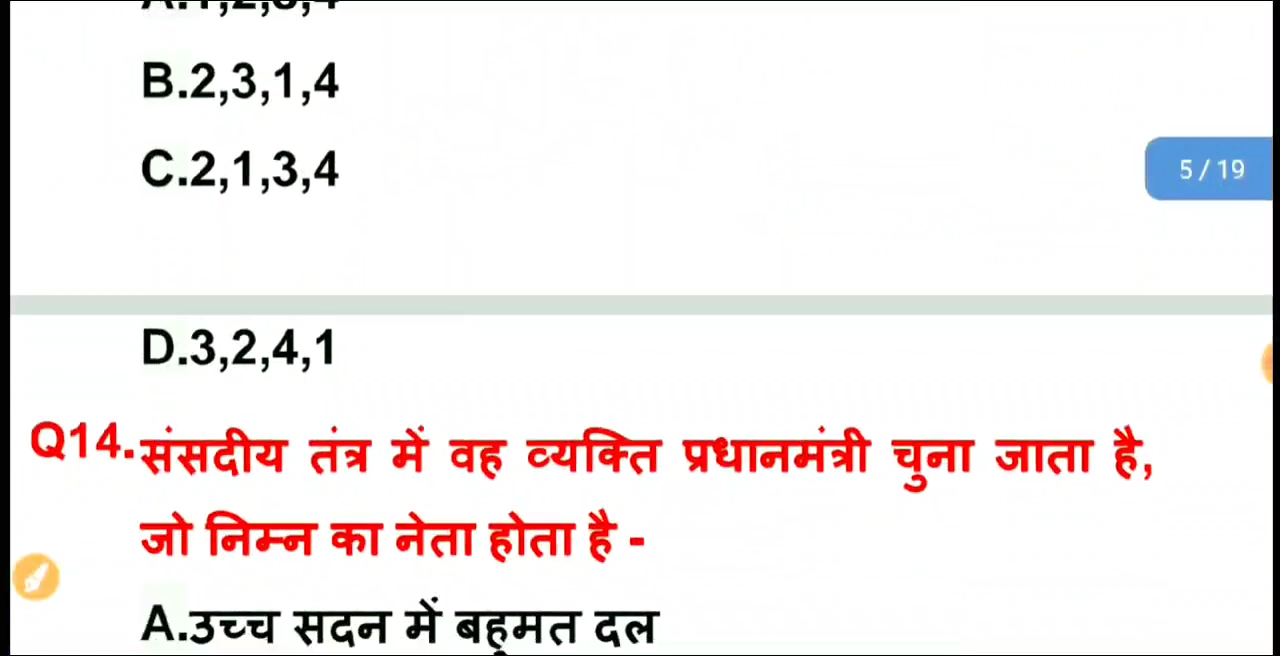 B.2,3,1,4
C.2,1,3,4
5 / 19
D.3,2,4,1
Q14. संसदीय तंत्र में वह व्यक्ति प्रधानमंत्री चुना जाता है,
जो निम्न का नेता होता है -
A.उच्च सदन में बहुमत दल